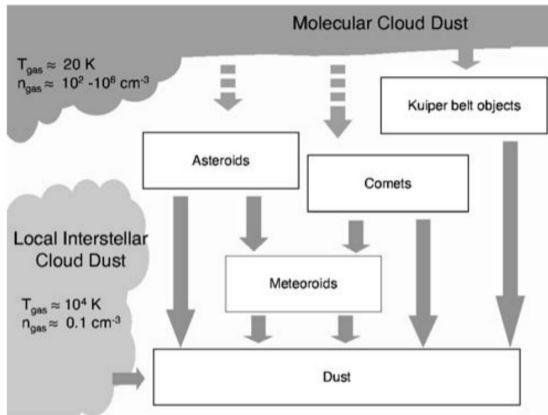 Molecular Cloud Dust
Tgas ≈ 20 K
ngas ≈ 10² -10⁶ cm-³
Kuiper belt objects
Asteroids
Comets
Local Interstellar
Cloud Dust
Meteoroids
Tgas ≈ 10⁴ K
ngas ≈ 0.1 cm-³
Dust